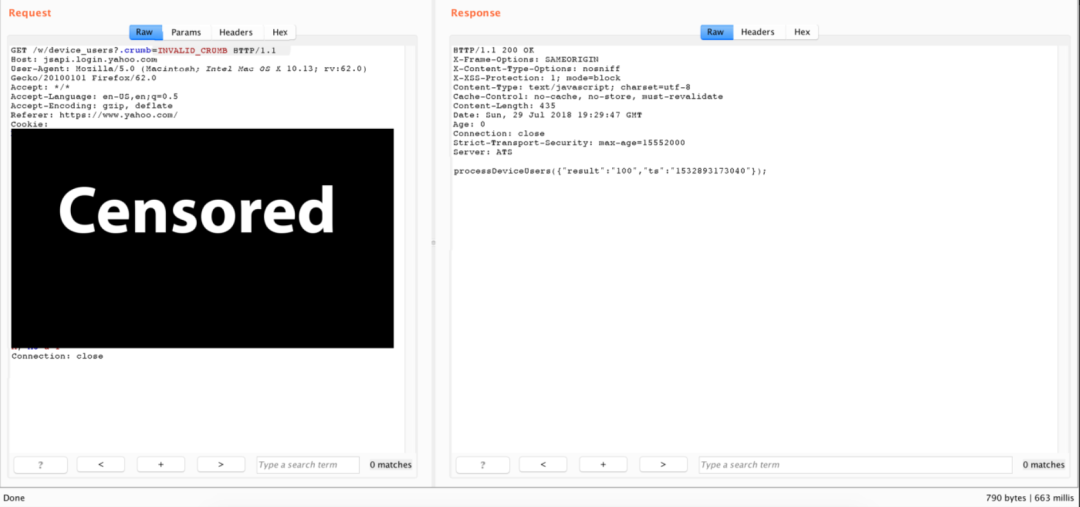 Request
Raw Params Headers Hex
GET /w/device_users?.crumb=INVALID_CRUMB HTTP/1.1
Host: jsapi.login.yahoo.com
User-Agent: Mozilla/5.0 (Macintosh; Intel Mac OS X 10.13; rv:62.0)
Gecko/20100101 Firefox/62.0
Accept: */*
Accept-Language: en-US,en;q=0.5
Accept-Encoding: gzip, deflate
Referer: https://www.yahoo.com/
Cookie:
Censored
Connection: close
? < + > Type a search term 0 matches
Response
Raw Headers Hex
HTTP/1.1 200 OK
X-Frame-Options: SAMEORIGIN
X-Content-Type-Options: nosniff
X-XSS-Protection: 1; mode=block
Content-Type: text/javascript; charset=utf-8
Cache-Control: no-cache, no-store, must-revalidate
Content-Length: 435
Date: Sun, 29 Jul 2018 19:29:47 GMT
Age: 0
Connection: close
Strict-Transport-Security: max-age=15552000
Server: ATS
processDeviceUsers({"result":"100","ts":"1532893173040"});
? < + > Type a search term 0 matches
Done 790 bytes | 663 millis